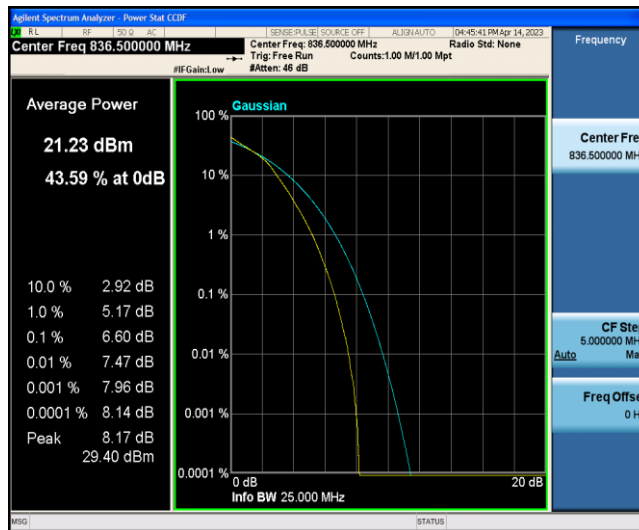 Agilent Spectrum Analyzer - Power Stat CCDF
RL RF 50 Ω AC SENSE:PULSE SOURCE OFF ALIGNAUTO 04:45:41 PM Apr 14, 2023
Center Freq 836.500000 MHz
Center Freq: 836.500000 MHz Radio Std: None
Trig: Free Run Counts:1.00 M/1.00 Mpt
#IFGain:Low #Atten: 46 dB
Frequency
Average Power
21.23 dBm
43.59 % at 0dB
10.0 % 2.92 dB
1.0 % 5.17 dB
0.1 % 6.60 dB
0.01 % 7.47 dB
0.001 % 7.96 dB
0.0001 % 8.14 dB
Peak 8.17 dB
29.40 dBm
Gaussian
100 %
10 %
1 %
0.1 %
0.01 %
0.001 %
0.0001 %
0 dB 20 dB
Info BW 25.000 MHz
Center Fre
836.500000 MH
CF Ste
5.000000 MH
Auto Ma
Freq Offse
0 H
MSG STATUS